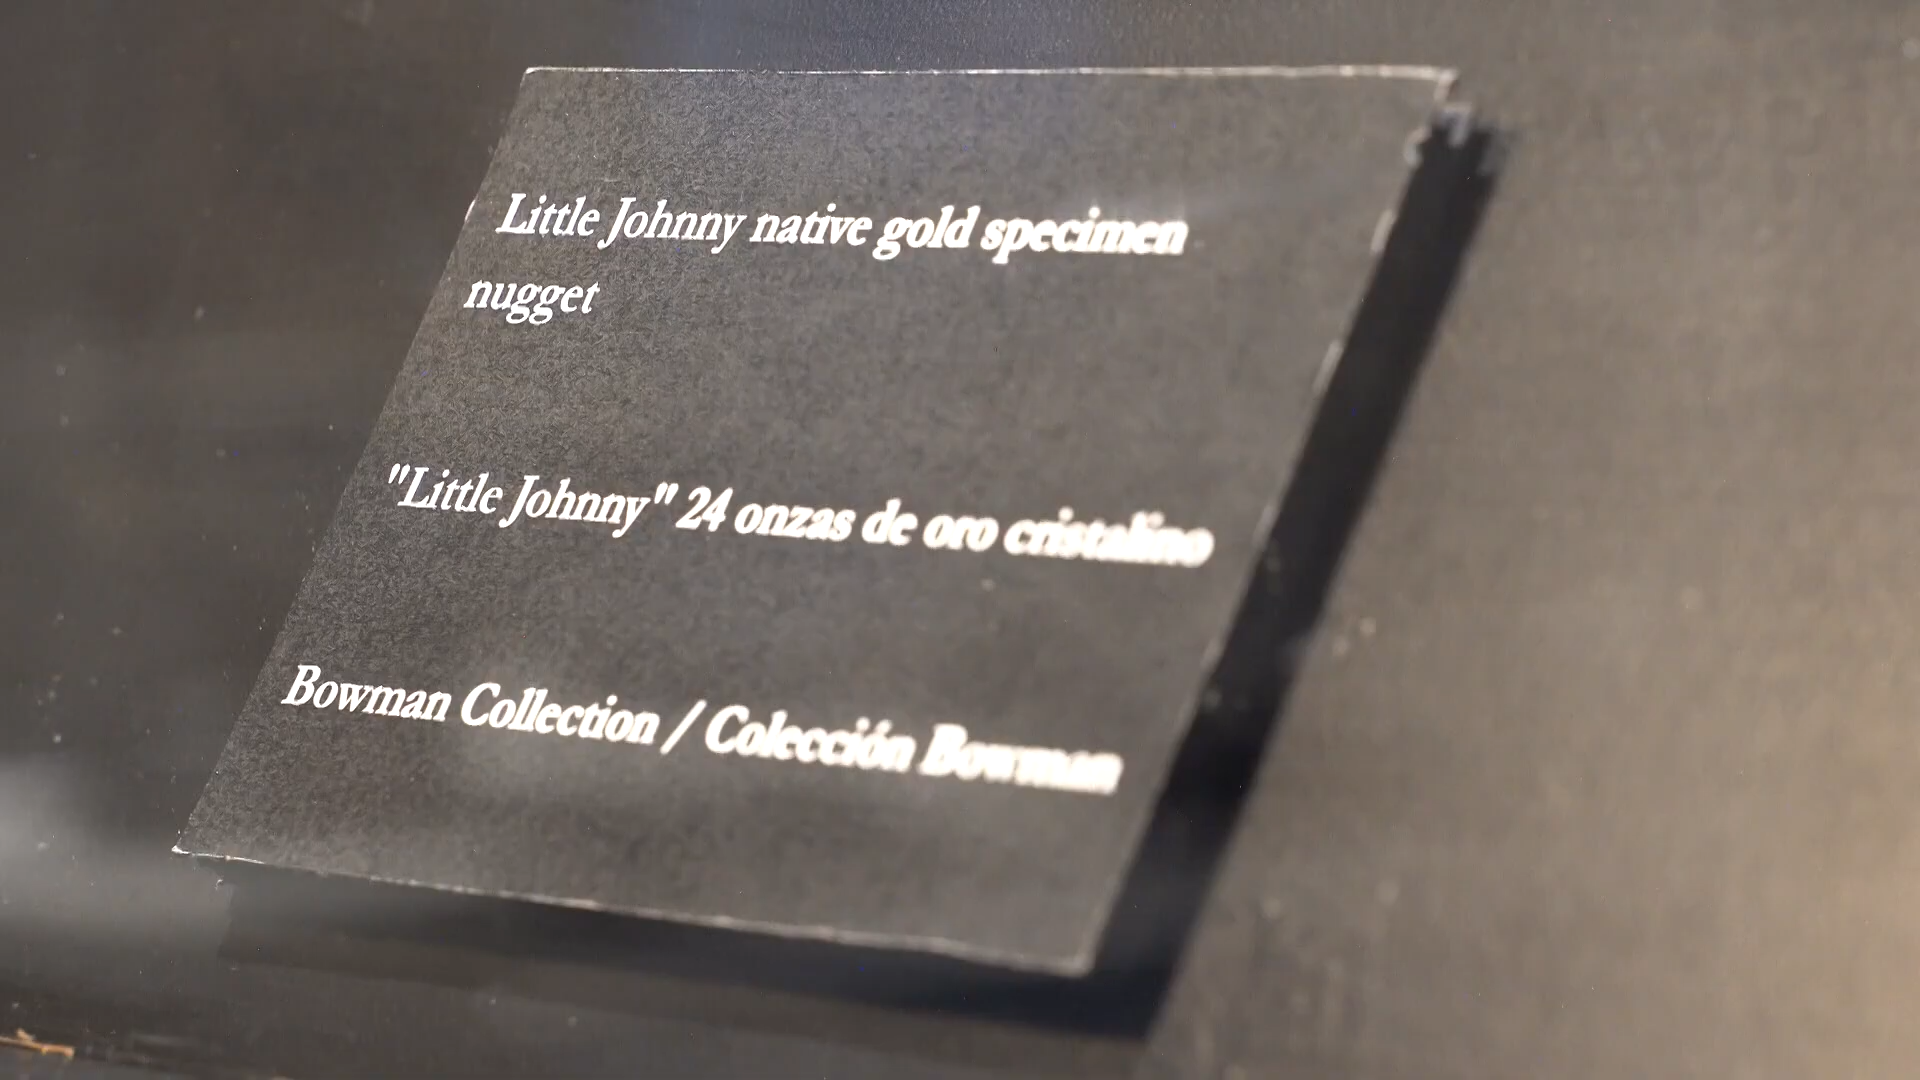 Little Johnny native gold specimen
nugget
"Little Johnny" 24 onzas de oro cristalino
Bowman Collection / Colección Bowman